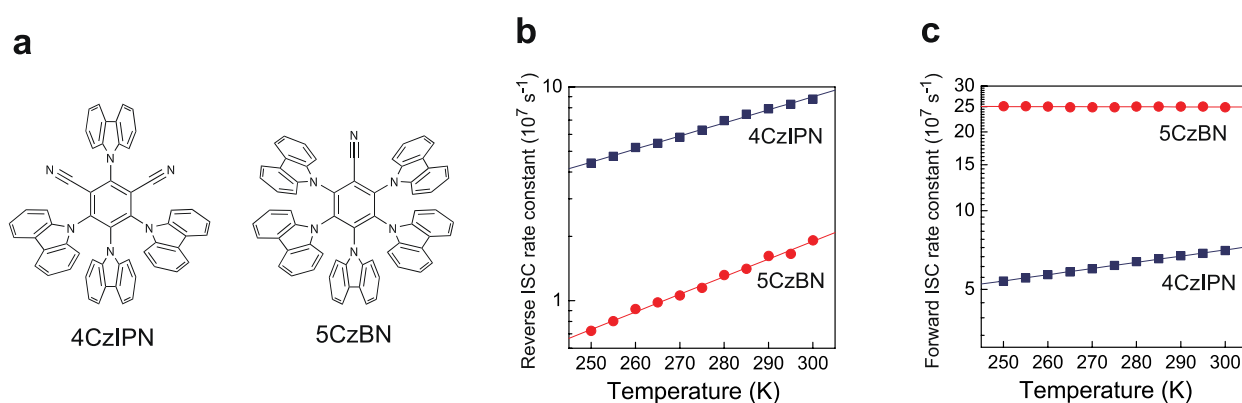 a
N
N
N
N
N
N
4CzIPN
N
N
N
N
N
N
5CzBN
b
Reverse ISC rate constant (10⁷ s⁻¹)
10
1
4CzIPN
5CzBN
250 260 270 280 290 300
Temperature (K)
c
Forward ISC rate constant (10⁷ s⁻¹)
30
25
20
15
10
5
5CzBN
4CzIPN
250 260 270 280 290 300
Temperature (K)